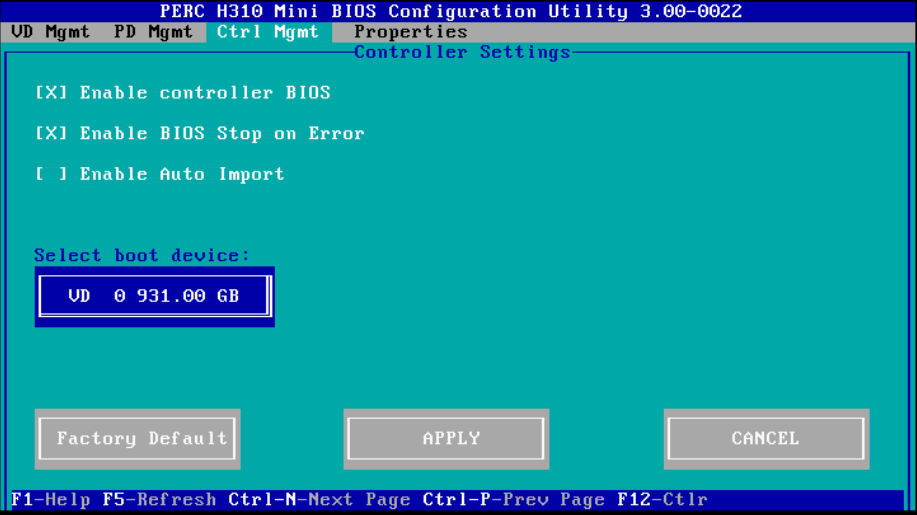 PERC H310 Mini BIOS Configuration Utility 3.00-0022
VD Mgmt PD Mgmt Ctrl Mgmt Properties
Controller Settings
[X] Enable controller BIOS
[X] Enable BIOS Stop on Error
[ ] Enable Auto Import
Select boot device:
VD 0 931.00 GB
Factory Default APPLY CANCEL
F1-Help F5-Refresh Ctrl-N-Next Page Ctrl-P-Prev Page F12-Ctlr